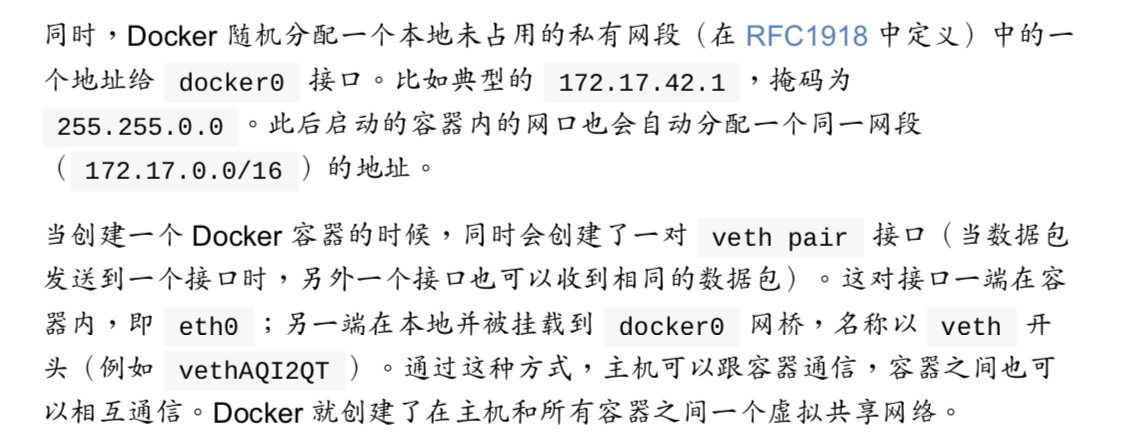 同时，Docker 随机分配一个本地未占用的私有网段（在 RFC1918 中定义）中的一
个地址给 docker0 接口。比如典型的 172.17.42.1 ，掩码为
255.255.0.0 。此后启动的容器内的网口也会自动分配一个同一网段
（ 172.17.0.0/16 ）的地址。
当创建一个 Docker 容器的时候，同时会创建了一对 veth pair 接口（当数据包
发送到一个接口时，另外一个接口也可以收到相同的数据包）。这对接口一端在容
器内，即 eth0 ；另一端在本地并被挂载到 docker0 网桥，名称以 veth 开
头（例如 vethAQI2QT ）。通过这种方式，主机可以跟容器通信，容器之间也可
以相互通信。Docker 就创建了在主机和所有容器之间一个虚拟共享网络。